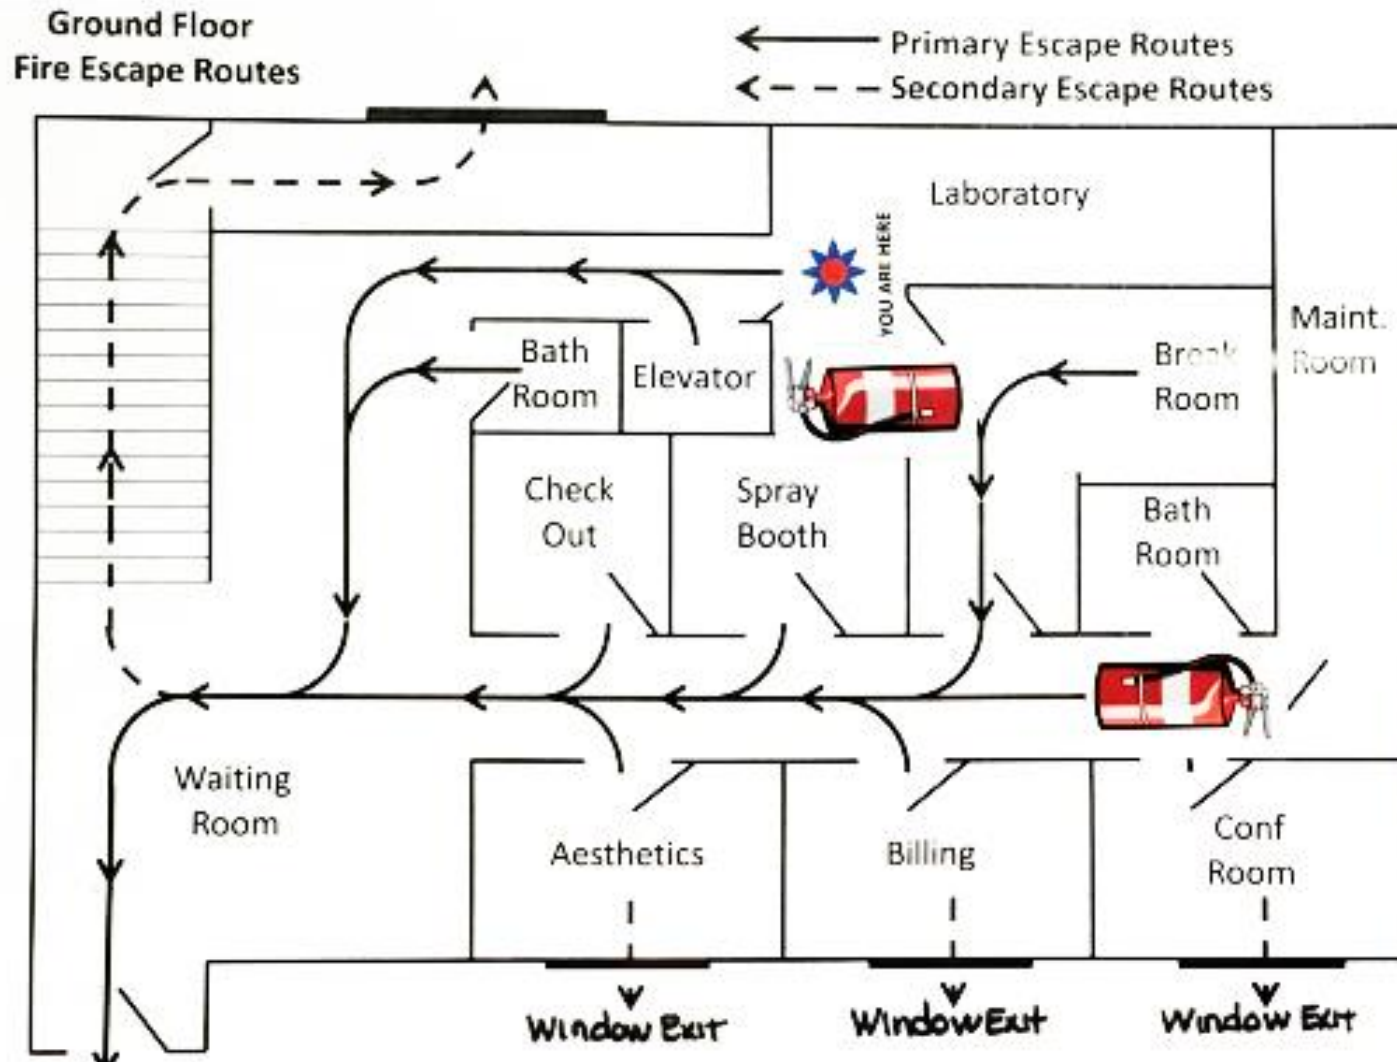 Ground Floor
Fire Escape Routes
Primary Escape Routes
Secondary Escape Routes
Laboratory
YOU ARE HERE
Maint.
Room
Bath
Room
Elevator
Break
Room
Check
Out
Spray
Booth
Bath
Room
Waiting
Room
Aesthetics
Billing
Conf
Room
Window Exit
Window Exit
Window Exit